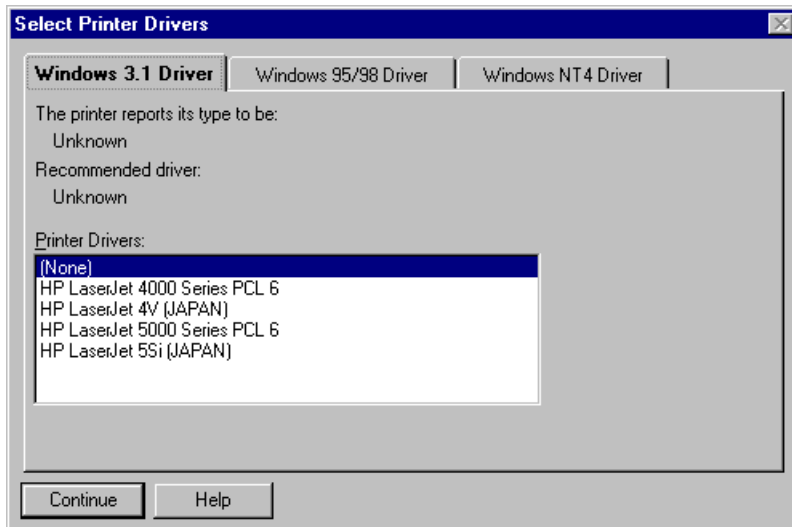 Select Printer Drivers
Windows 3.1 Driver
Windows 95/98 Driver
Windows NT4 Driver
The printer reports its type to be:
Unknown
Recommended driver:
Unknown
Printer Drivers:
(None)
HP LaserJet 4000 Series PCL 6
HP LaserJet 4V (JAPAN)
HP LaserJet 5000 Series PCL 6
HP LaserJet 5Si (JAPAN)
Continue
Help